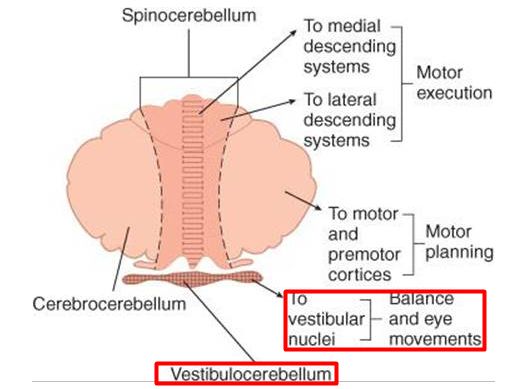 Spinocerebellum
To medial
descending
systems
Motor
execution
To lateral
descending
systems
To motor
and
premotor
cortices
Motor
planning
Cerebrocerebellum
To
vestibular
nuclei
Balance
and eye
movements
Vestibulocerebellum